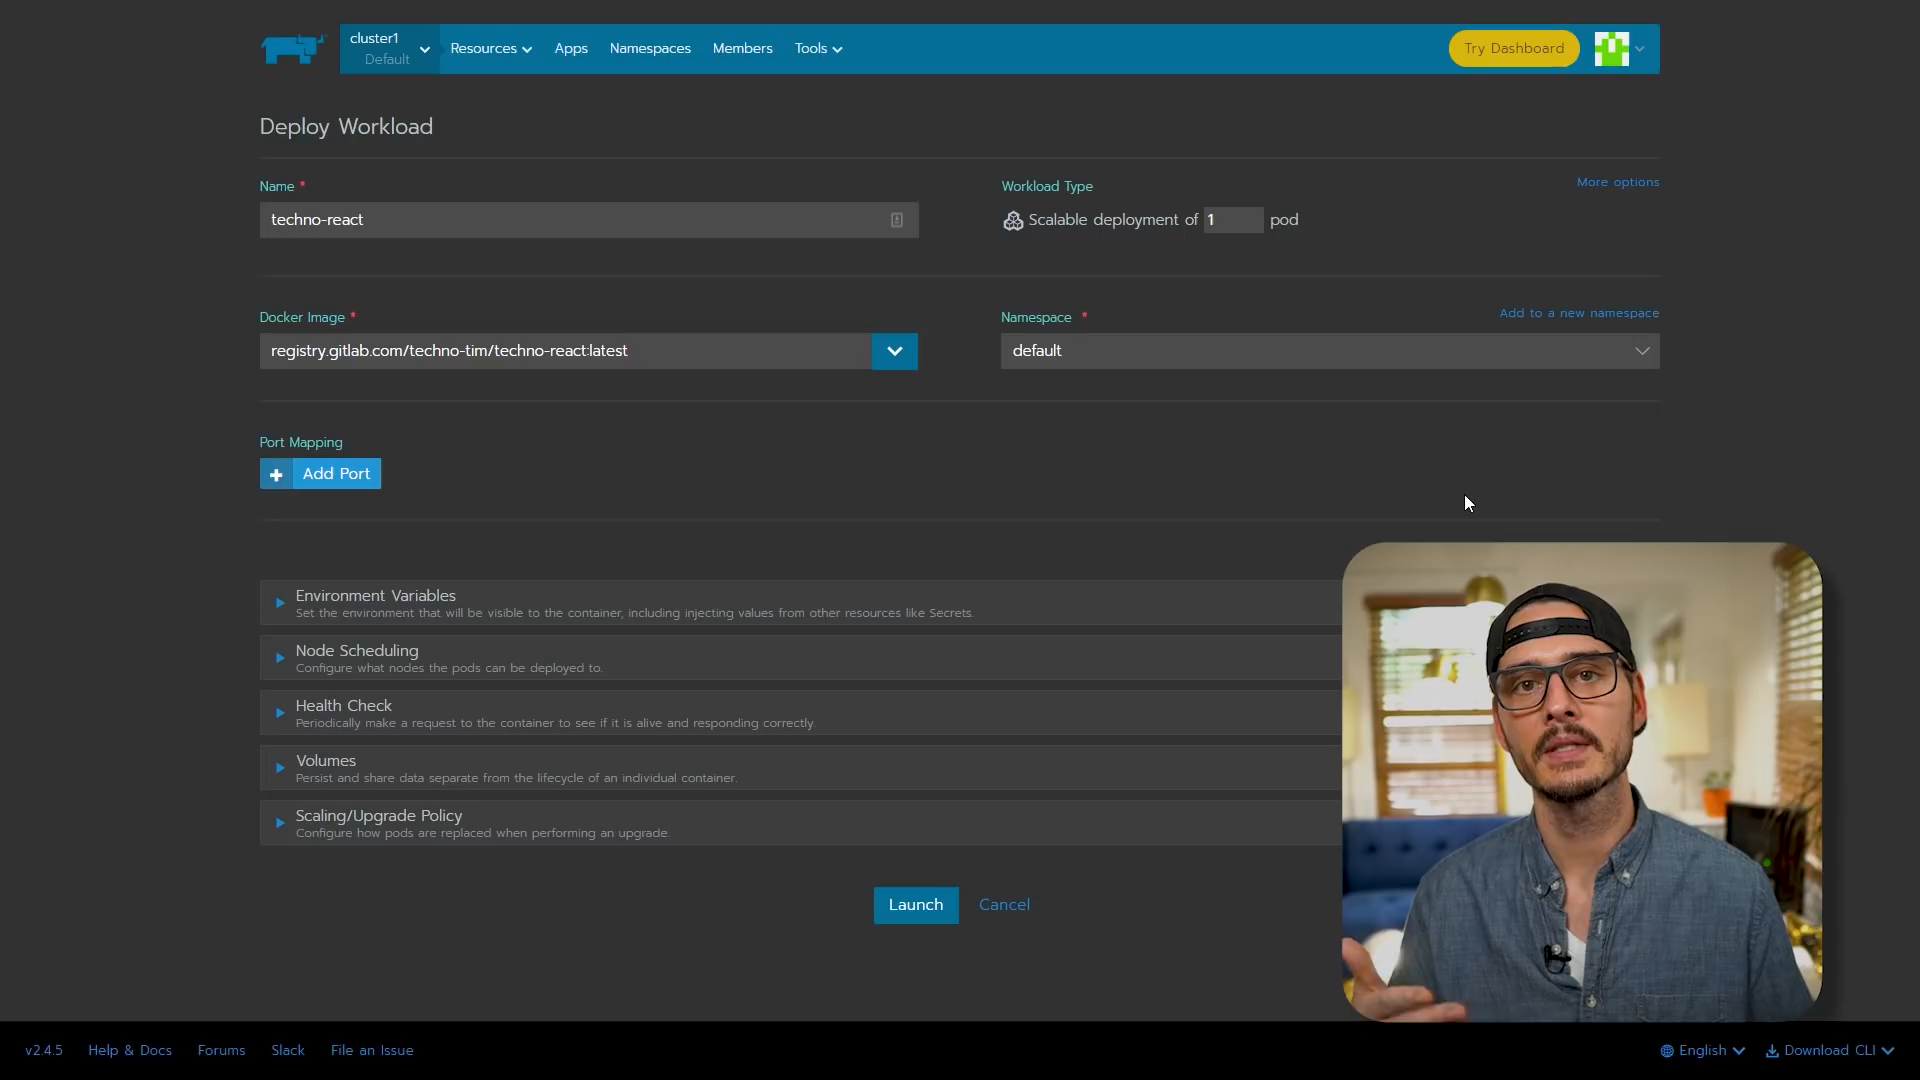 cluster1
Default
Resources
Apps
Namespaces
Members
Tools
Try Dashboard
Deploy Workload
Name *
techno-react
Workload Type
More options
Scalable deployment of 1 pod
Docker Image *
registry.gitlab.com/techno-tim/techno-react:latest
Namespace *
Add to a new namespace
default
Port Mapping
Add Port
Environment Variables
Set the environment that will be visible to the container, including injecting values from other resources like Secrets.
Node Scheduling
Configure what nodes the pods can be deployed to.
Health Check
Periodically make a request to the container to see if it is alive and responding correctly.
Volumes
Persist and share data separate from the lifecycle of an individual container.
Scaling/Upgrade Policy
Configure how pods are replaced when performing an upgrade.
Launch
Cancel
v2.4.5
Help & Docs
Forums
Slack
File an Issue
English
Download CLI